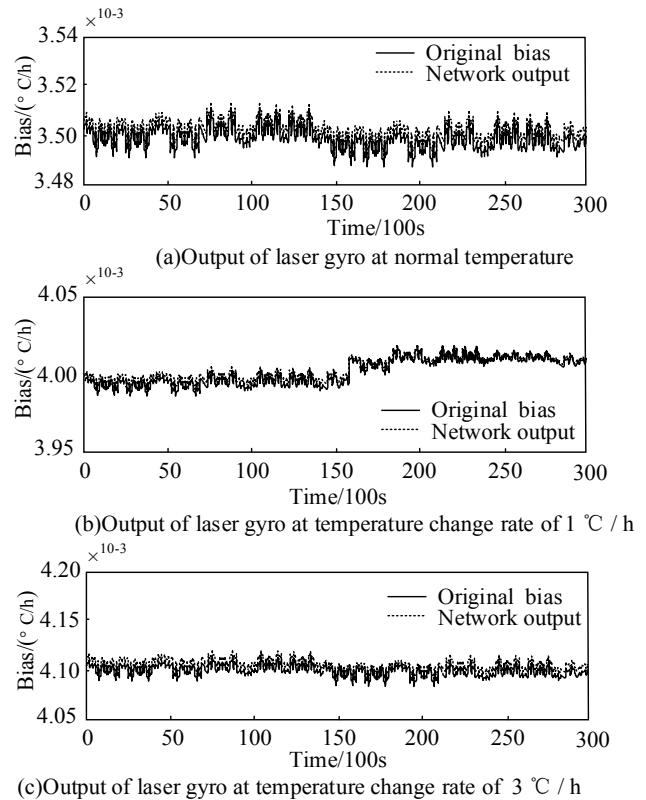 ×10-3
3.54
3.52
3.50
3.48
Bias/(° C/h)
Original bias
Network output
0 50 100 150 200 250 300
Time/100s
(a)Output of laser gyro at normal temperature
×10-3
4.05
4.00
3.95
Bias/(° C/h)
Original bias
Network output
0 50 100 150 200 250 300
Time/100s
(b)Output of laser gyro at temperature change rate of 1 ℃ / h
×10-3
4.20
4.15
4.10
4.05
Bias/(° C/h)
Original bias
Network output
0 50 100 150 200 250 300
Time/100s
(c)Output of laser gyro at temperature change rate of 3 ℃ / h